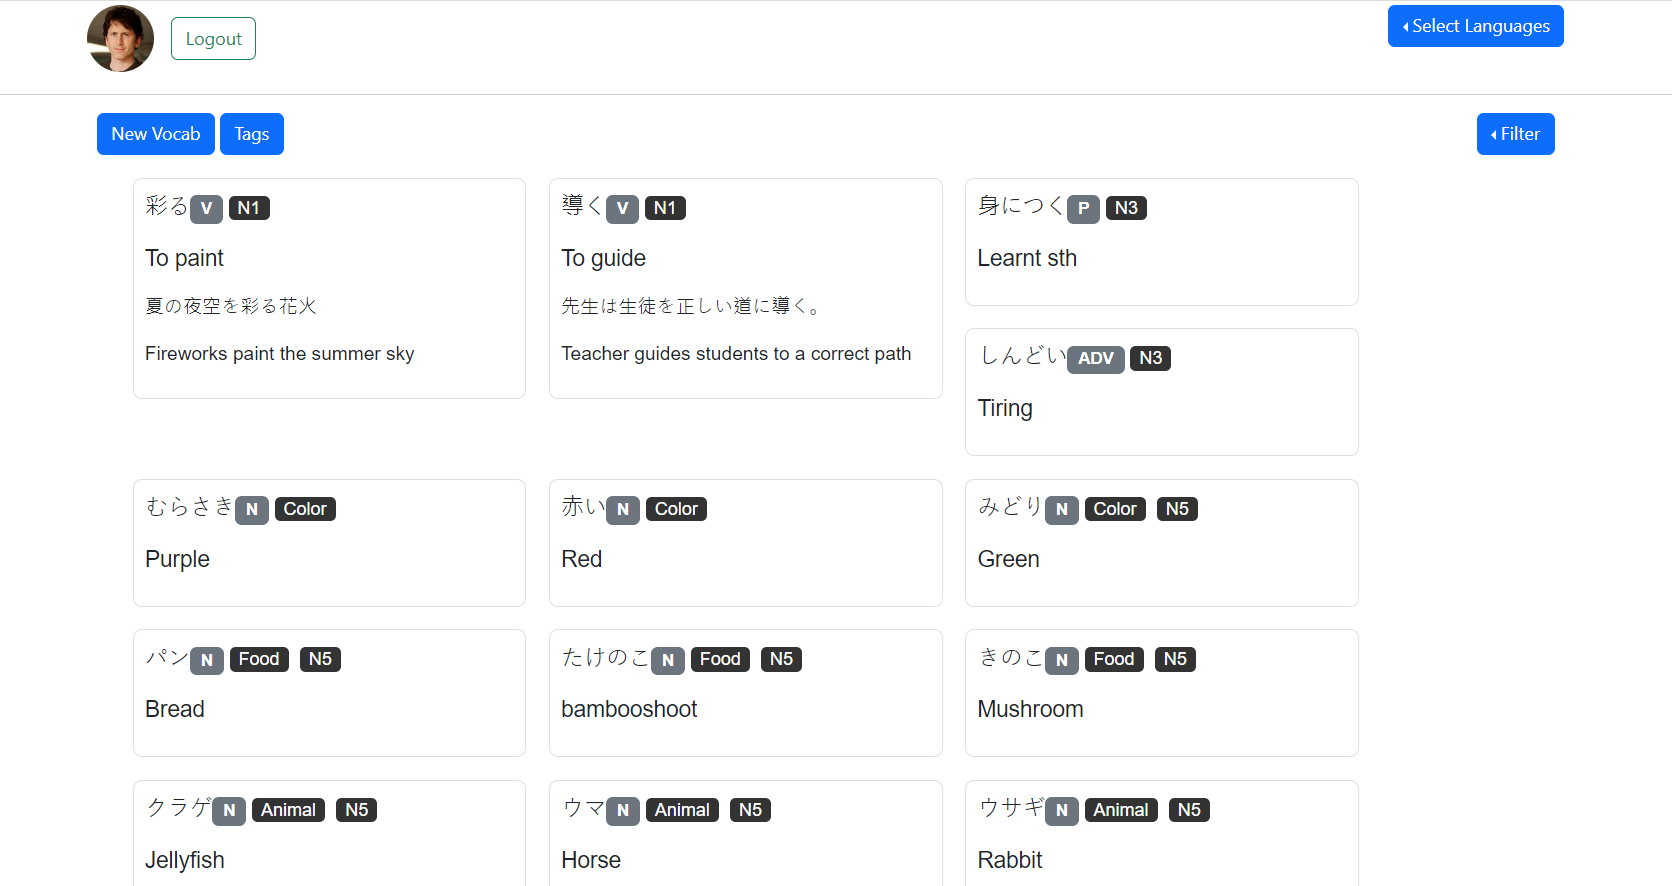 Logout
Select Languages
New Vocab Tags
Filter
彩る V N1
To paint
夏の夜空を彩る花火
Fireworks paint the summer sky
導く V N1
To guide
先生は生徒を正しい道に導く。
Teacher guides students to a correct path
身につく P N3
Learnt sth
しんどい ADV N3
Tiring
むらさき N Color
Purple
赤い N Color
Red
みどり N Color N5
Green
パン N Food N5
Bread
たけのこ N Food N5
bambooshoot
きのこ N Food N5
Mushroom
クラゲ N Animal N5
Jellyfish
ウマ N Animal N5
Horse
ウサギ N Animal N5
Rabbit